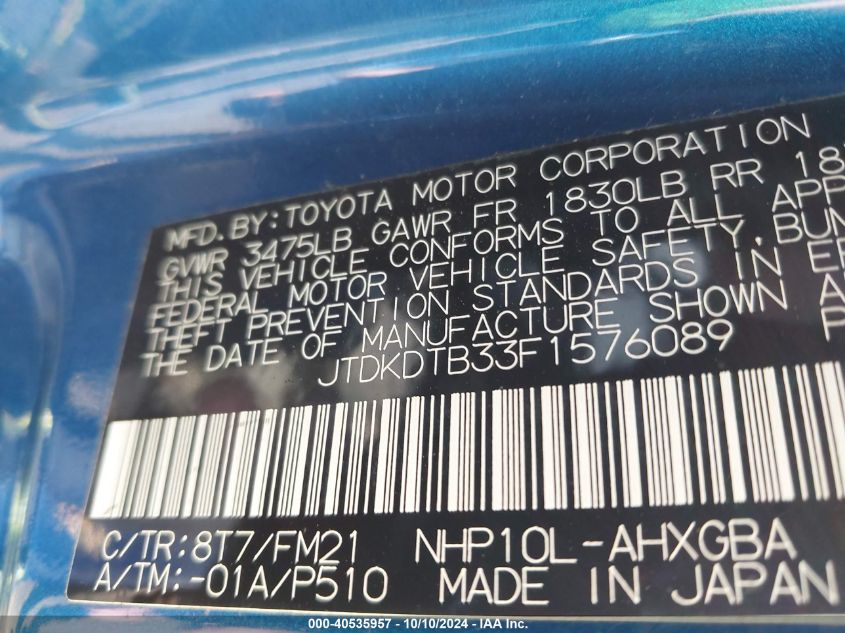 MFD. BY: TOYOTA MOTOR CORPORATION
GVWR 3475LB GAWR FR 1830LB RR
THIS VEHICLE CONFORMS TO ALL
FEDERAL MOTOR VEHICLE SAFETY,
THEFT PREVENTION STANDARDS IN
THE DATE OF MANUFACTURE SHOWN
JTDKDTB33F1576089
C/TR:8T7/FM21 NHP10L-AHXGBA
A/TM:-01A/P510 MADE IN JAPAN
000-40535957 - 10/10/2024 - IAA Inc.